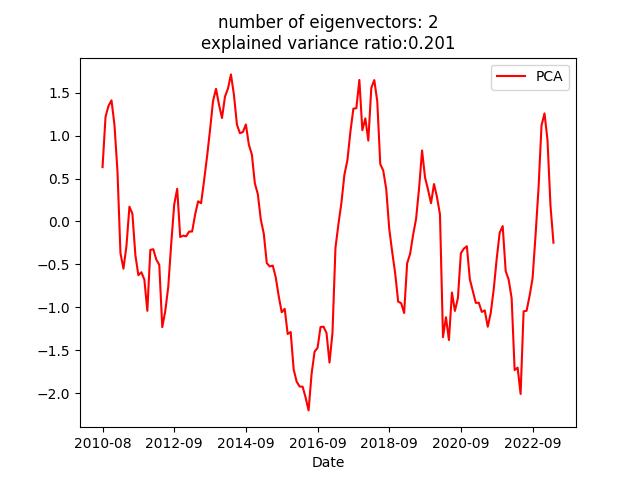 number of eigenvectors: 2
explained variance ratio:0.201
PCA
1.5
1.0
0.5
0.0
−0.5
−1.0
−1.5
−2.0
2010-08 2012-09 2014-09 2016-09 2018-09 2020-09 2022-09
Date